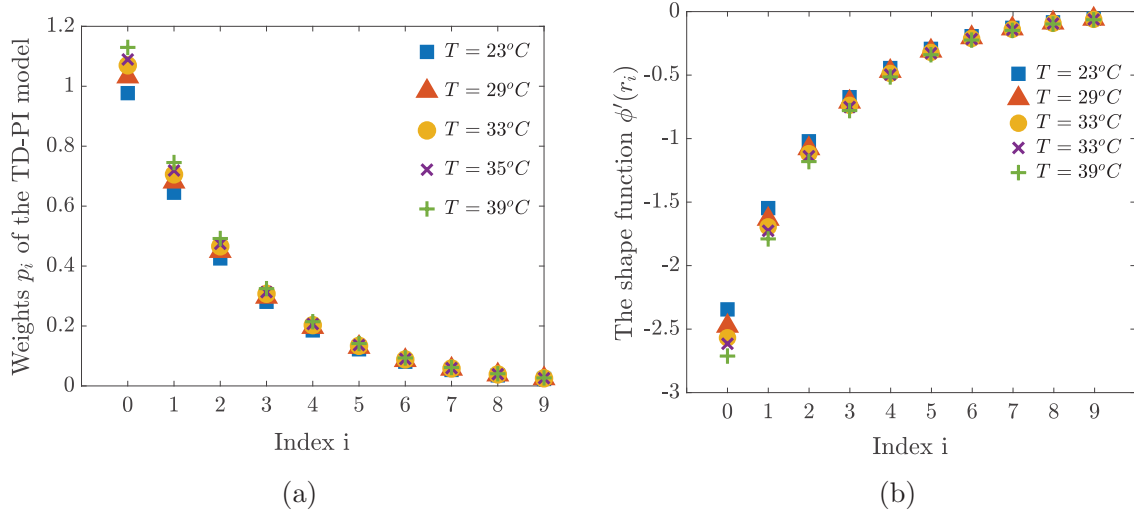 Weights p_i of the TD-PI model
1.2
1
0.8
0.6
0.4
0.2
0
T = 23°C
T = 29°C
T = 33°C
T = 35°C
T = 39°C
0 1 2 3 4 5 6 7 8 9
Index i
(a)
The shape function ϕ′(r_i)
0
-0.5
-1
-1.5
-2
-2.5
-3
T = 23°C
T = 29°C
T = 33°C
T = 33°C
T = 39°C
0 1 2 3 4 5 6 7 8 9
Index i
(b)